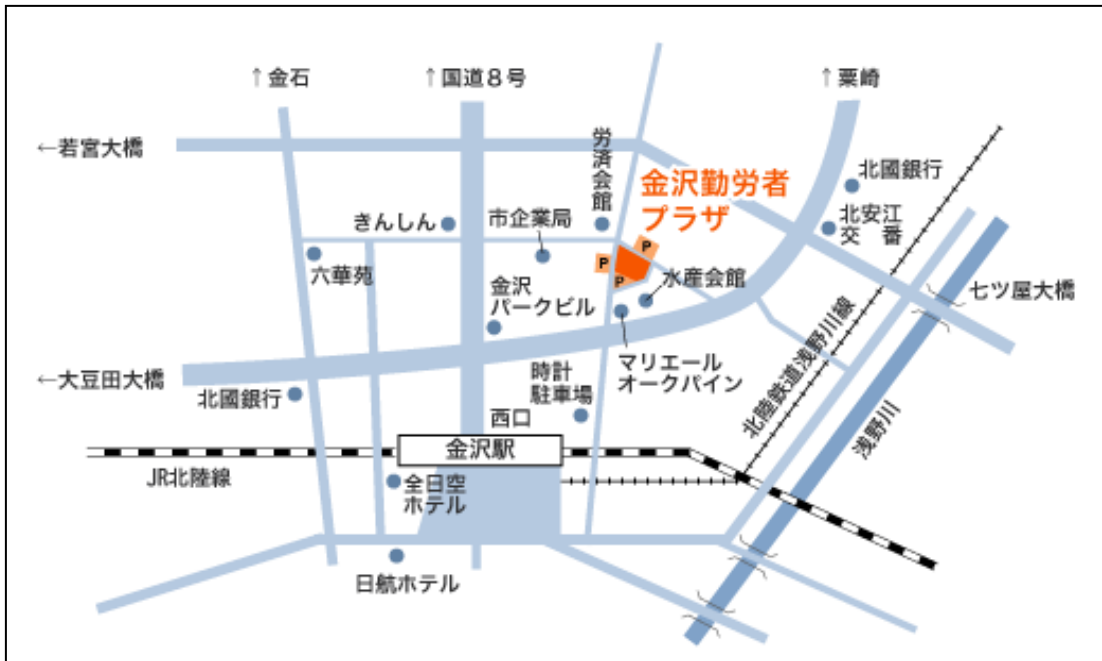 ↑金石
↑国道８号
↑粟崎
←若宮大橋
労済会館
金沢勤労者
プラザ
北國銀行
きんしん
市企業局
北安江
交　番
P
P
P
六華苑
水産会館
金沢
パークビル
七ツ屋大橋
←大豆田大橋
マリエール
オークパイン
北國銀行
時計
駐車場
北陸鉄道浅野川線
浅野川
西口
金沢駅
JR北陸線
全日空
ホテル
日航ホテル